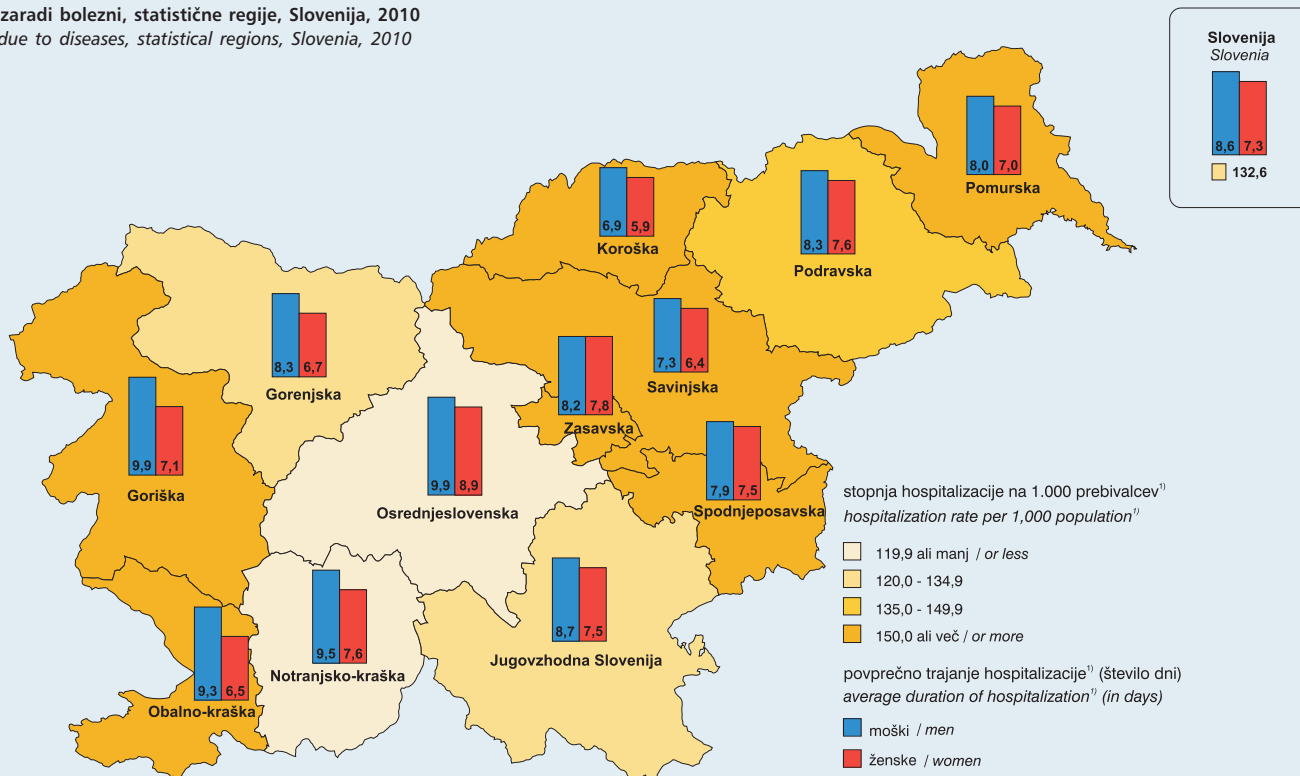 zaradi bolezni, statistične regije, Slovenija, 2010
due to diseases, statistical regions, Slovenia, 2010
Slovenija
Slovenia
8,6 7,3
132,6
8,0 7,0
Pomurska
6,9 5,9
Koroška
8,3 7,6
Podravska
8,3 6,7
Gorenjska
7,3 6,4
Savinjska
8,2 7,8
Zasavska
9,9 7,1
Goriška
9,9 8,9
Osrednjeslovenska
7,9 7,5
Spodnjeposavska
8,7 7,5
Jugovzhodna Slovenija
9,5 7,6
Notranjsko-kraška
9,3 6,5
Obalno-kraška
stopnja hospitalizacije na 1.000 prebivalcev¹⁾
hospitalization rate per 1,000 population¹⁾
119,9 ali manj / or less
120,0 - 134,9
135,0 - 149,9
150,0 ali več / or more
povprečno trajanje hospitalizacije¹⁾ (število dni)
average duration of hospitalization¹⁾ (in days)
moški / men
ženske / women